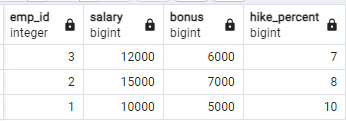 emp_id salary bonus hike_percent
integer bigint bigint bigint
3 12000 6000 7
2 15000 7000 8
1 10000 5000 10